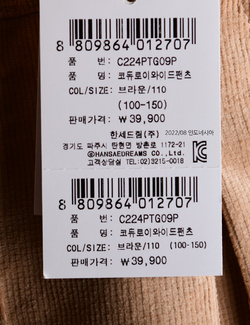 8 809864 012707
품 번: C224PTG09P
품 명: 코듀로이와이드팬츠
COL/SIZE: 브라운/110
(100-150)
판매가격: ₩39,900
한세드림(주) 2022/08 인도네시아
경기도 파주시 탄현면 방촌로 1172-21
ⓒHANSAEDREAMS CO.,Ltd.
고객상담실 TEL:02)3215-0018
8 809864 012707
품 번: C224PTG09P
품 명: 코듀로이와이드팬츠
COL/SIZE: 브라운/110 (100-150)
판매가격: ₩39,900